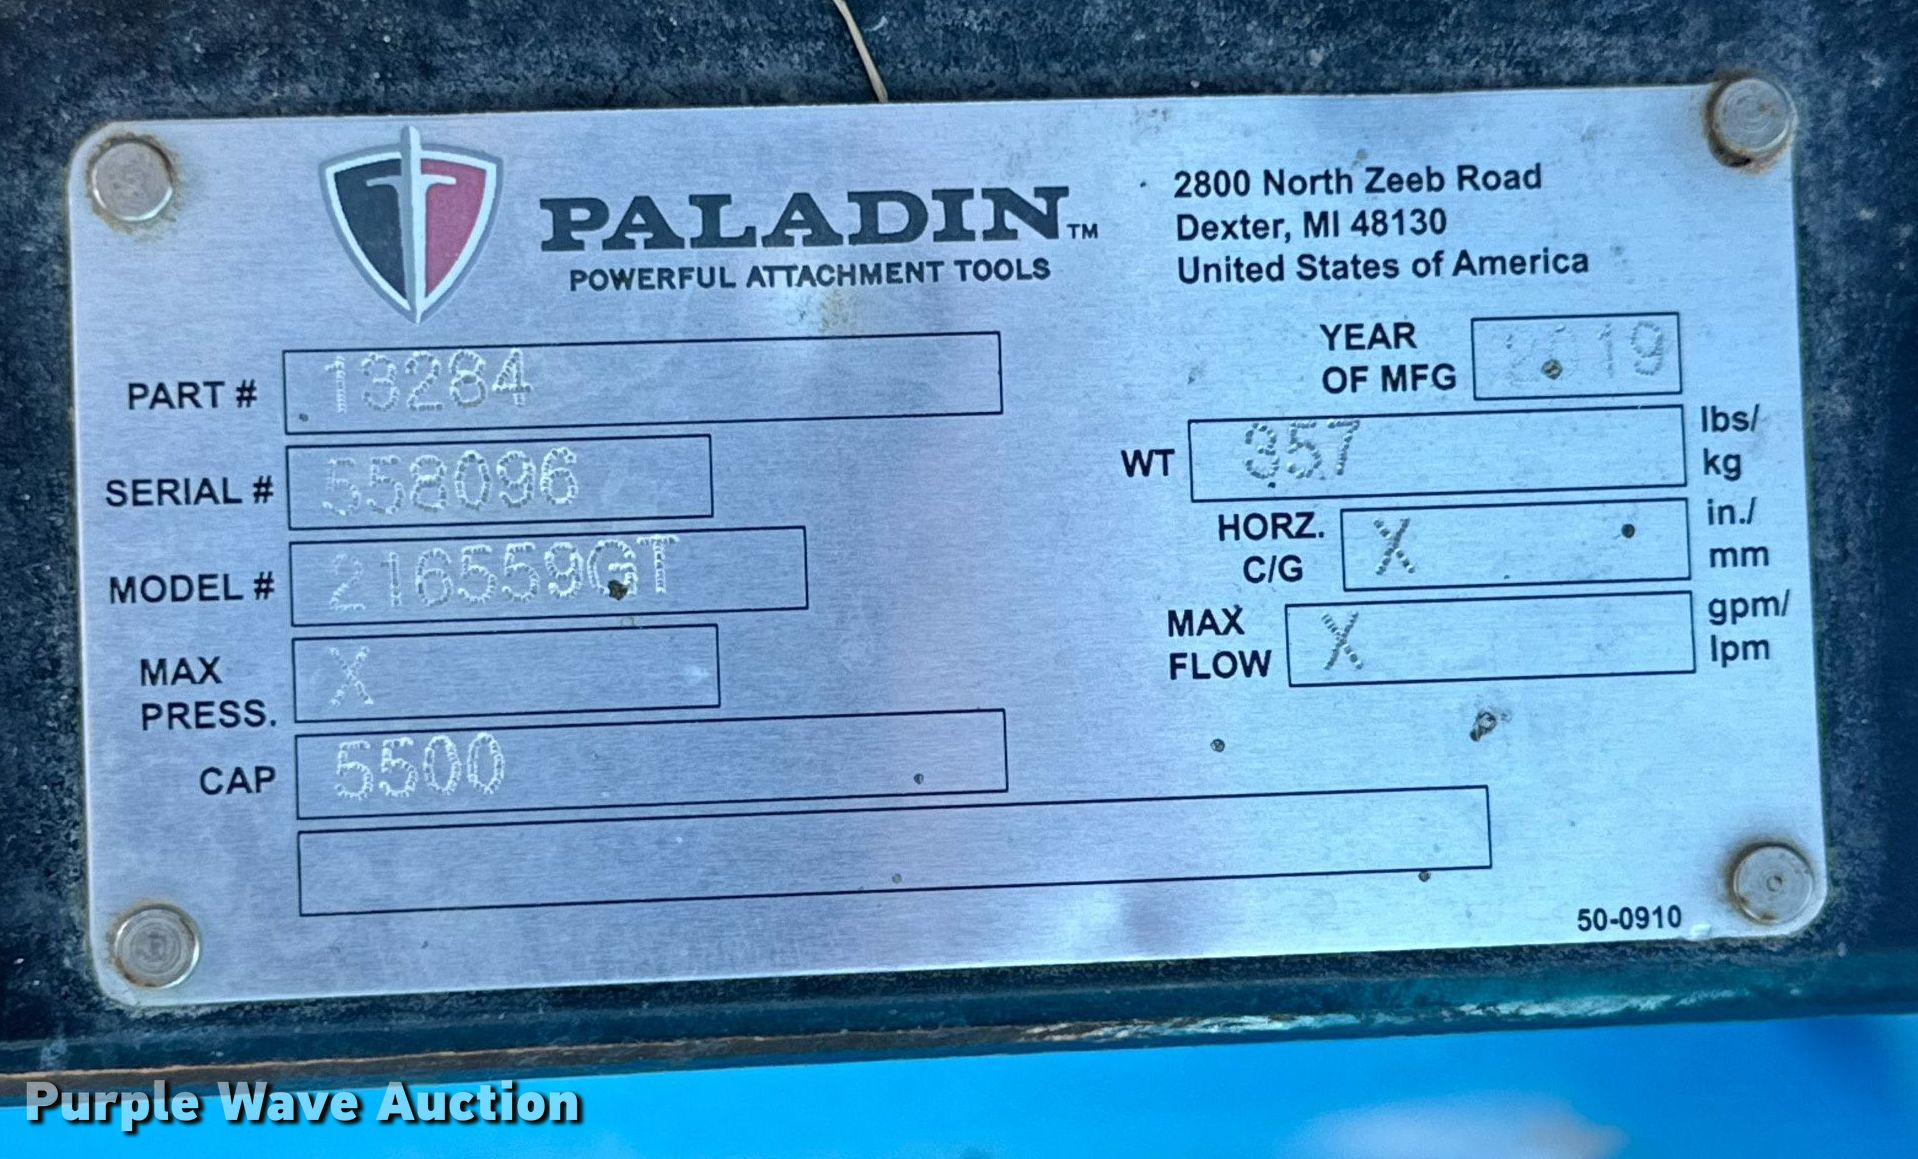 PALADIN™
POWERFUL ATTACHMENT TOOLS
2800 North Zeeb Road
Dexter, MI 48130
United States of America
PART # 13284
SERIAL # 558096
MODEL # 216559GT
MAX PRESS. X
CAP 5500
YEAR OF MFG 2019
WT 357 lbs/kg
HORZ. C/G X in./mm
MAX FLOW X gpm/lpm
50-0910
Purple Wave Auction